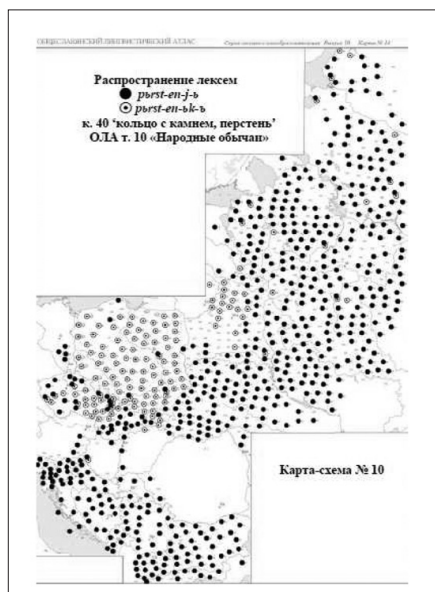 ОБЩЕСЛАВЯНСКИЙ ЛИНГВИСТИЧЕСКИЙ АТЛАС
Распространение лексем
pьrst-en-j-ь
pьrst-en-ьk-ъ
к. 40 ‘кольцо с камнем, перстень’
ОЛА т. 10 «Народные обычаи»
Карта-схема № 10